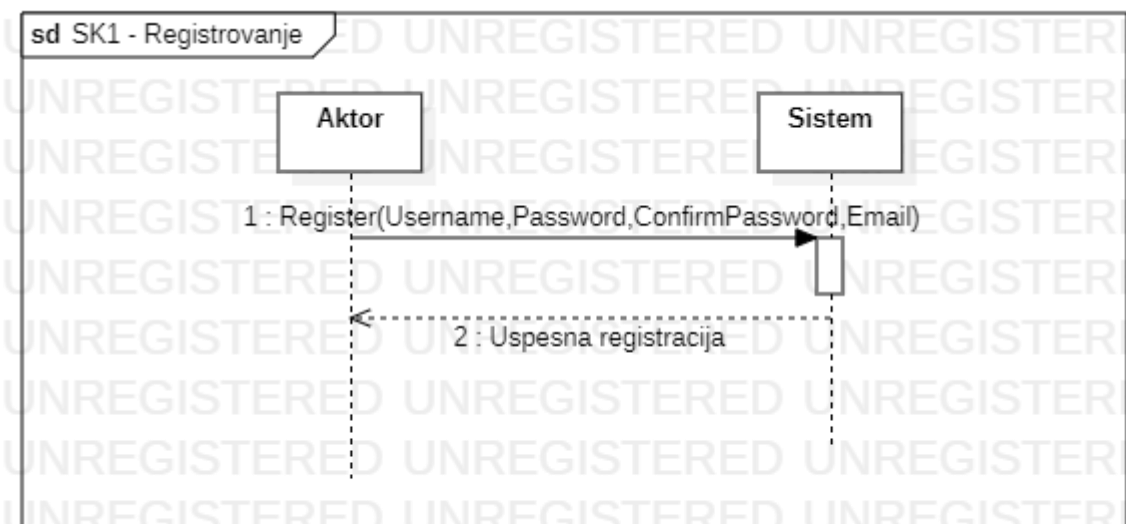 sd SK1 - Registrovanje
Aktor
Sistem
1 : Register(Username,Password,ConfirmPassword,Email)
2 : Uspesna registracija
UNREGISTERED UNREGISTERED UNREGISTERED